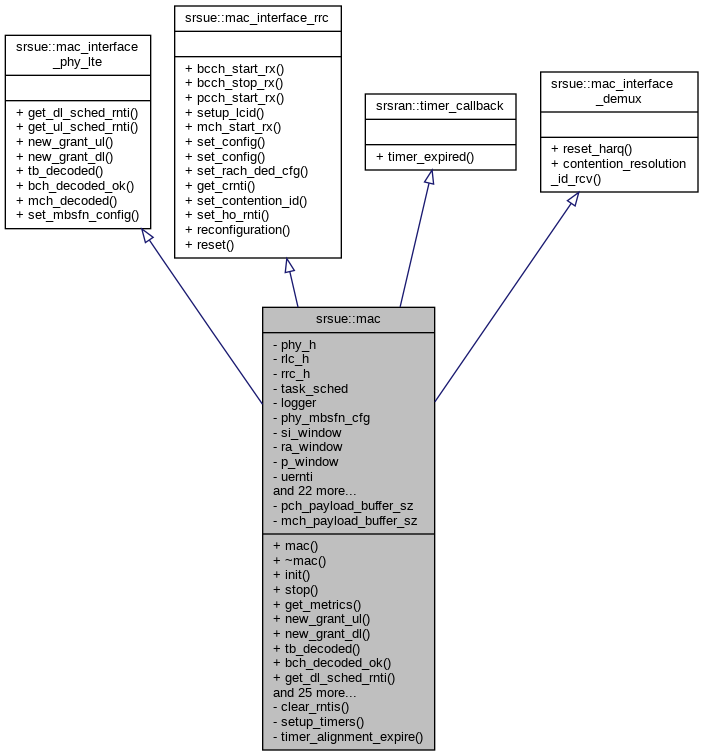 srsue::mac_interface
_phy_lte
+ get_dl_sched_rnti()
+ get_ul_sched_rnti()
+ new_grant_ul()
+ new_grant_dl()
+ tb_decoded()
+ bch_decoded_ok()
+ mch_decoded()
+ set_mbsfn_config()
srsue::mac_interface_rrc
+ bcch_start_rx()
+ bcch_stop_rx()
+ pcch_start_rx()
+ setup_lcid()
+ mch_start_rx()
+ set_config()
+ set_config()
+ set_rach_ded_cfg()
+ get_crnti()
+ set_contention_id()
+ set_ho_rnti()
+ reconfiguration()
+ reset()
srsran::timer_callback
+ timer_expired()
srsue::mac_interface
_demux
+ reset_harq()
+ contention_resolution
_id_rcv()
srsue::mac
- phy_h
- rlc_h
- rrc_h
- task_sched
- logger
- phy_mbsfn_cfg
- si_window
- ra_window
- p_window
- uernti
and 22 more...
- pch_payload_buffer_sz
- mch_payload_buffer_sz
+ mac()
+ ~mac()
+ init()
+ stop()
+ get_metrics()
+ new_grant_ul()
+ new_grant_dl()
+ tb_decoded()
+ bch_decoded_ok()
+ get_dl_sched_rnti()
and 25 more...
- clear_rntis()
- setup_timers()
- timer_alignment_expire()